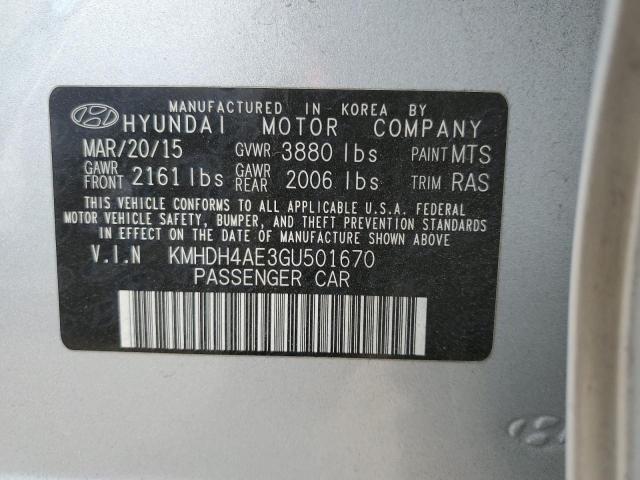 MANUFACTURED IN KOREA BY
HYUNDAI MOTOR COMPANY
MAR/20/15 GVWR 3880 lbs PAINT MTS
GAWR FRONT 2161 lbs GAWR REAR 2006 lbs TRIM RAS
THIS VEHICLE CONFORMS TO ALL APPLICABLE U.S.A. FEDERAL
MOTOR VEHICLE SAFETY, BUMPER, AND THEFT PREVENTION STANDARDS
IN EFFECT ON THE DATE OF MANUFACTURE SHOWN ABOVE
V.I.N KMHDH4AE3GU501670
PASSENGER CAR